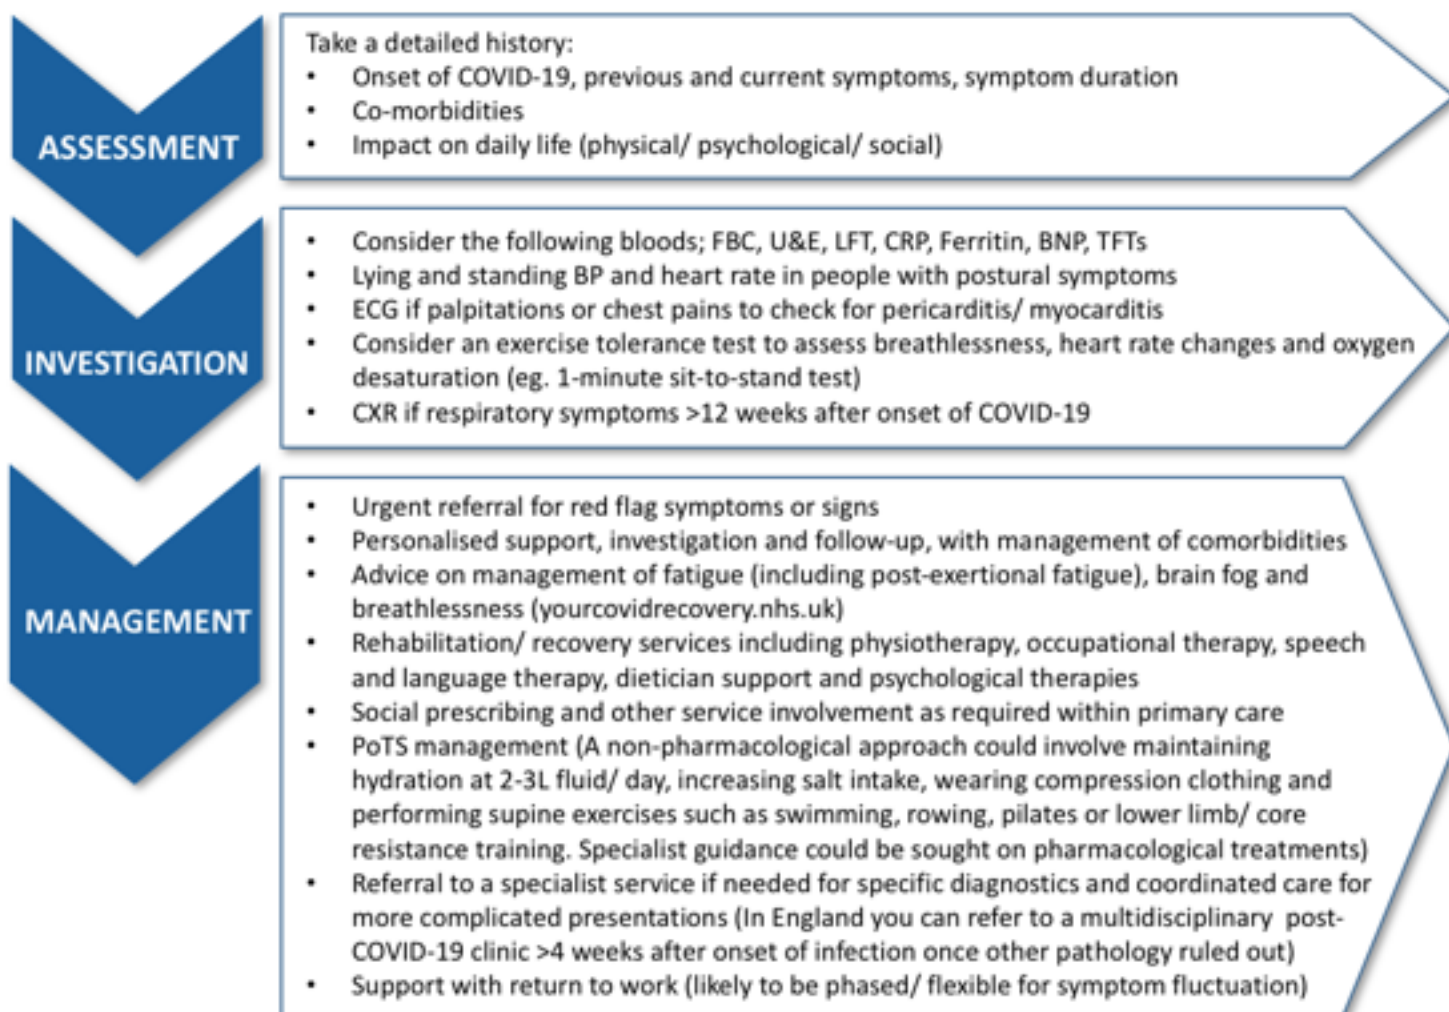 ASSESSMENT
Take a detailed history:
• Onset of COVID-19, previous and current symptoms, symptom duration
• Co-morbidities
• Impact on daily life (physical/ psychological/ social)
INVESTIGATION
• Consider the following bloods; FBC, U&E, LFT, CRP, Ferritin, BNP, TFTs
• Lying and standing BP and heart rate in people with postural symptoms
• ECG if palpitations or chest pains to check for pericarditis/ myocarditis
• Consider an exercise tolerance test to assess breathlessness, heart rate changes and oxygen
desaturation (eg. 1-minute sit-to-stand test)
• CXR if respiratory symptoms >12 weeks after onset of COVID-19
MANAGEMENT
• Urgent referral for red flag symptoms or signs
• Personalised support, investigation and follow-up, with management of comorbidities
• Advice on management of fatigue (including post-exertional fatigue), brain fog and
breathlessness (yourcovidrecovery.nhs.uk)
• Rehabilitation/ recovery services including physiotherapy, occupational therapy, speech
and language therapy, dietician support and psychological therapies
• Social prescribing and other service involvement as required within primary care
• PoTS management (A non-pharmacological approach could involve maintaining
hydration at 2-3L fluid/ day, increasing salt intake, wearing compression clothing and
performing supine exercises such as swimming, rowing, pilates or lower limb/ core
resistance training. Specialist guidance could be sought on pharmacological treatments)
• Referral to a specialist service if needed for specific diagnostics and coordinated care for
more complicated presentations (In England you can refer to a multidisciplinary post-
COVID-19 clinic >4 weeks after onset of infection once other pathology ruled out)
• Support with return to work (likely to be phased/ flexible for symptom fluctuation)